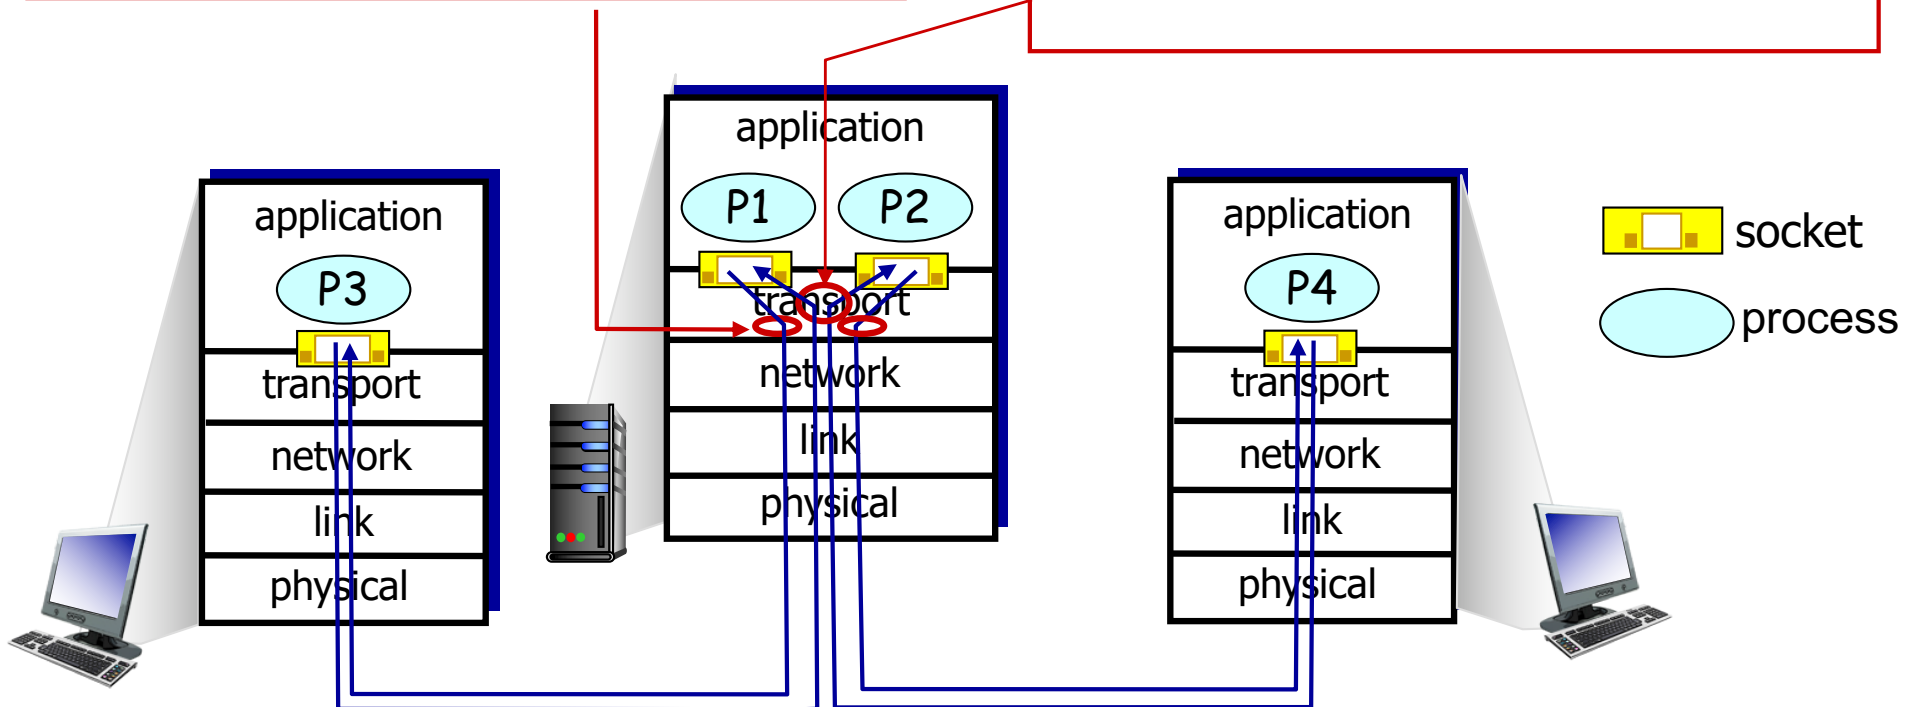 application
P3
transport
network
link
physical
application
P1 P2
transport
network
link
physical
application
P4
transport
network
link
physical
socket
process